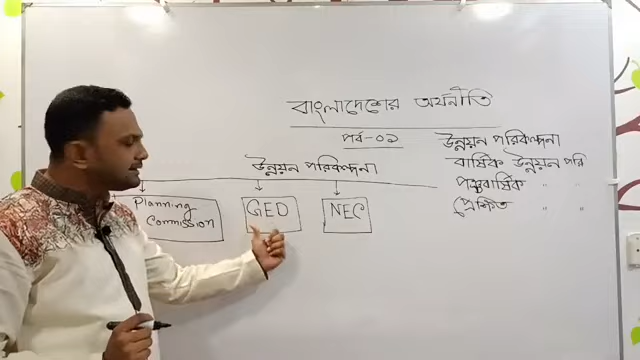 বাংলাদেশের অর্থনীতি
পর্ব-০১
উন্নয়ন পরিকল্পনা
Planning Commission
GED
NEC
উন্নয়ন পরিকল্পনা
বার্ষিক উন্নয়ন পরি
পঞ্চবার্ষিক " "
প্রেক্ষিত " "